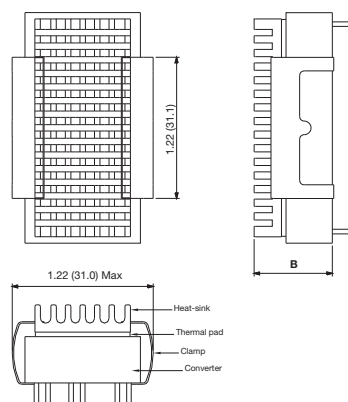 1.22 (31.1)
B
1.22 (31.0) Max
Heat-sink
Thermal pad
Clamp
Converter